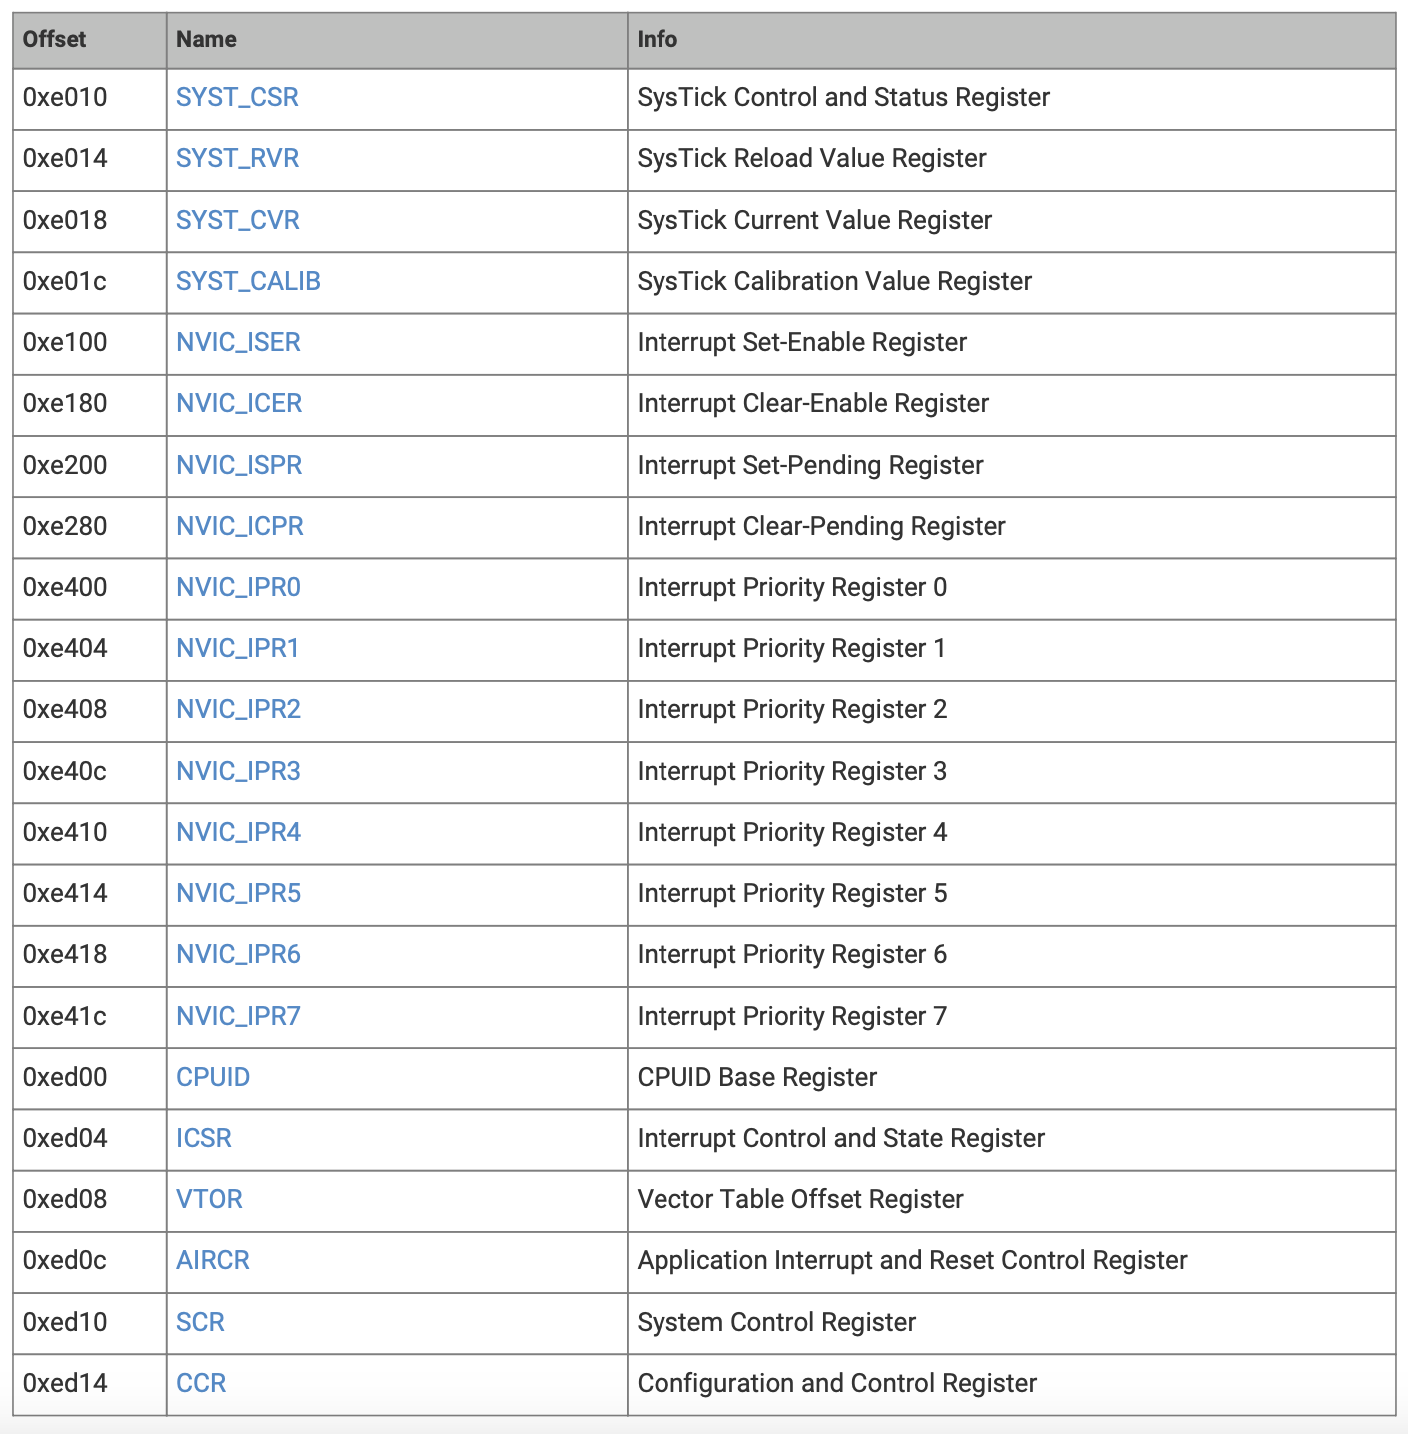 Offset Name Info
0xe010 SYST_CSR SysTick Control and Status Register
0xe014 SYST_RVR SysTick Reload Value Register
0xe018 SYST_CVR SysTick Current Value Register
0xe01c SYST_CALIB SysTick Calibration Value Register
0xe100 NVIC_ISER Interrupt Set-Enable Register
0xe180 NVIC_ICER Interrupt Clear-Enable Register
0xe200 NVIC_ISPR Interrupt Set-Pending Register
0xe280 NVIC_ICPR Interrupt Clear-Pending Register
0xe400 NVIC_IPR0 Interrupt Priority Register 0
0xe404 NVIC_IPR1 Interrupt Priority Register 1
0xe408 NVIC_IPR2 Interrupt Priority Register 2
0xe40c NVIC_IPR3 Interrupt Priority Register 3
0xe410 NVIC_IPR4 Interrupt Priority Register 4
0xe414 NVIC_IPR5 Interrupt Priority Register 5
0xe418 NVIC_IPR6 Interrupt Priority Register 6
0xe41c NVIC_IPR7 Interrupt Priority Register 7
0xed00 CPUID CPUID Base Register
0xed04 ICSR Interrupt Control and State Register
0xed08 VTOR Vector Table Offset Register
0xed0c AIRCR Application Interrupt and Reset Control Register
0xed10 SCR System Control Register
0xed14 CCR Configuration and Control Register